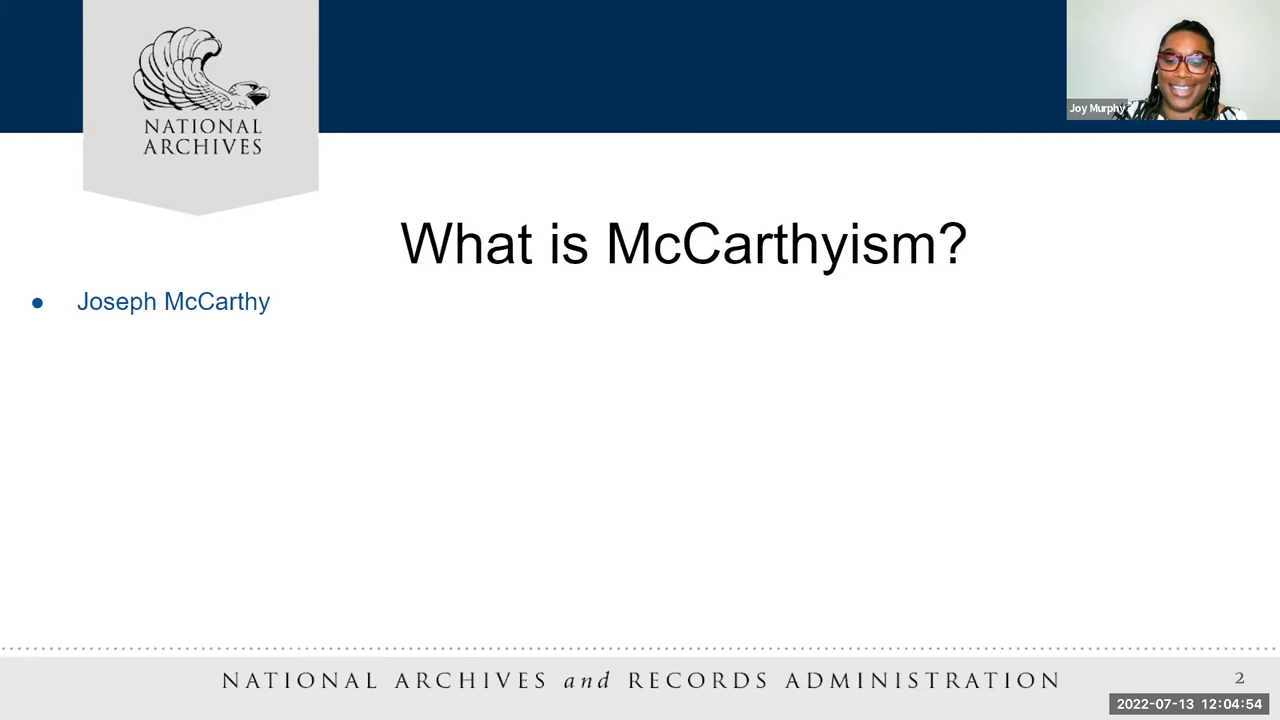 NATIONAL
ARCHIVES
Joy Murphy
What is McCarthyism?
● Joseph McCarthy
NATIONAL ARCHIVES and RECORDS ADMINISTRATION
2
2022-07-13 12:04:54